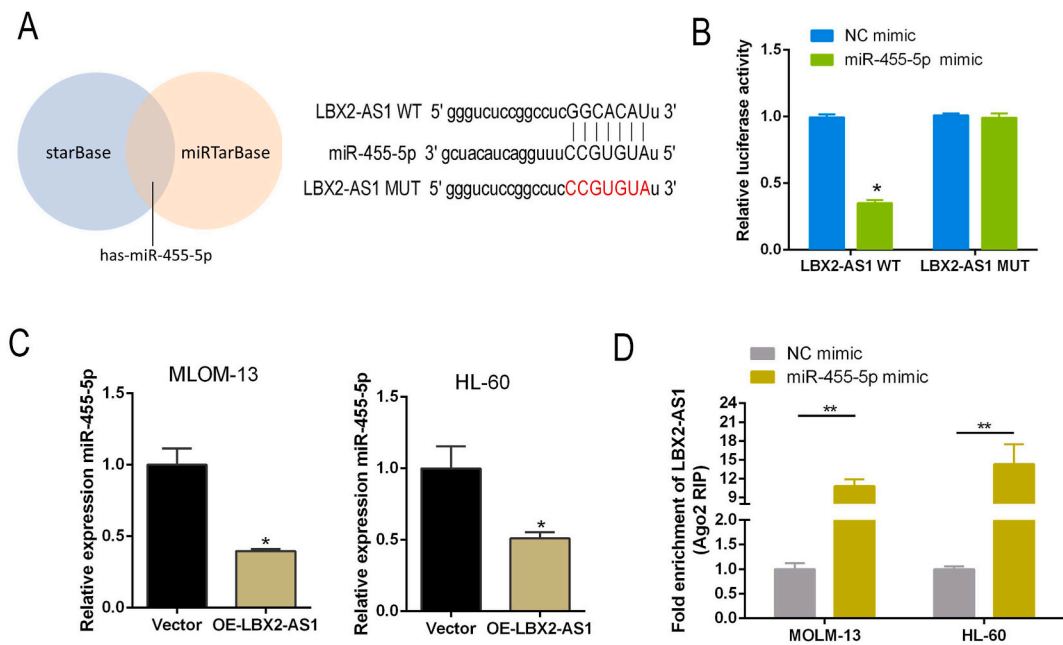 A
starBase
miRTarBase
has-miR-455-5p
LBX2-AS1 WT 5' gggucuccggccucGGCACAUu 3'
miR-455-5p 3' gcuacaucagguuuCCGUGUAu 5'
LBX2-AS1 MUT 5' gggucuccggccucCCGUGUAu 3'
B
NC mimic
miR-455-5p mimic
Relative luciferase activity
1.5
1.0
0.5
0.0
*
LBX2-AS1 WT
LBX2-AS1 MUT
C
MLOM-13
Relative expression miR-455-5p
1.5
1.0
0.5
0.0
*
Vector
OE-LBX2-AS1
HL-60
Relative expression miR-455-5p
1.5
1.0
0.5
0.0
*
Vector
OE-LBX2-AS1
D
NC mimic
miR-455-5p mimic
Fold enrichment of LBX2-AS1
(Ago2 RIP)
24
21
18
15
12
9
2.0
1.5
1.0
0.5
0.0
**
**
MOLM-13
HL-60